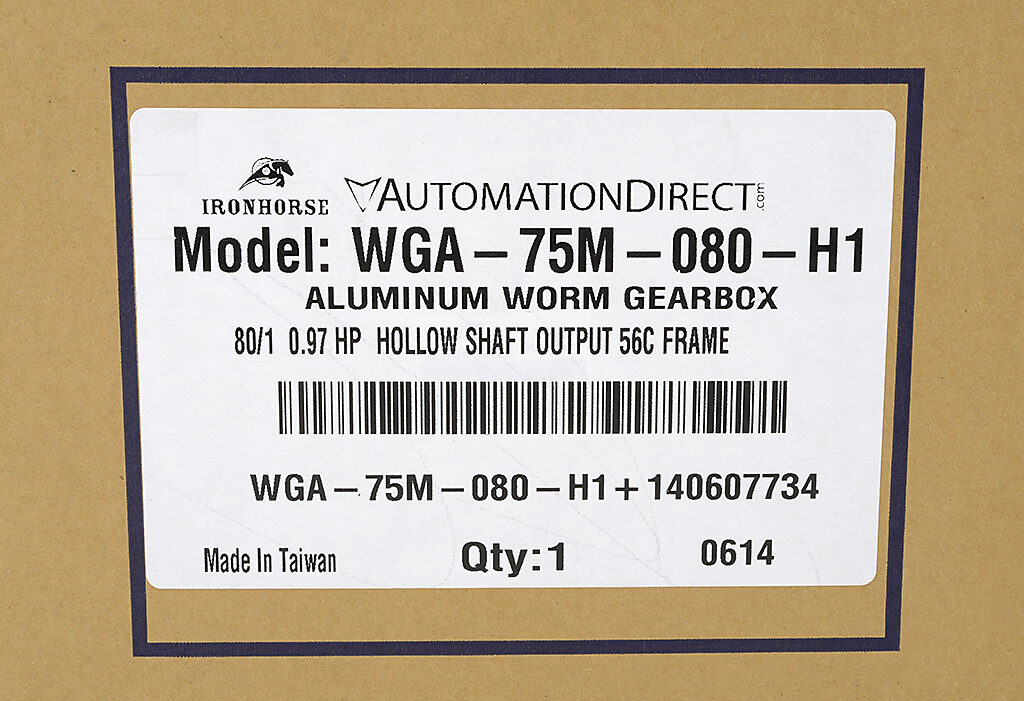 IRONHORSE AUTOMATIONDIRECT.com
Model: WGA-75M-080-H1
ALUMINUM WORM GEARBOX
80/1 0.97 HP HOLLOW SHAFT OUTPUT 56C FRAME
WGA-75M-080-H1+140607734
Made In Taiwan Qty:1 0614